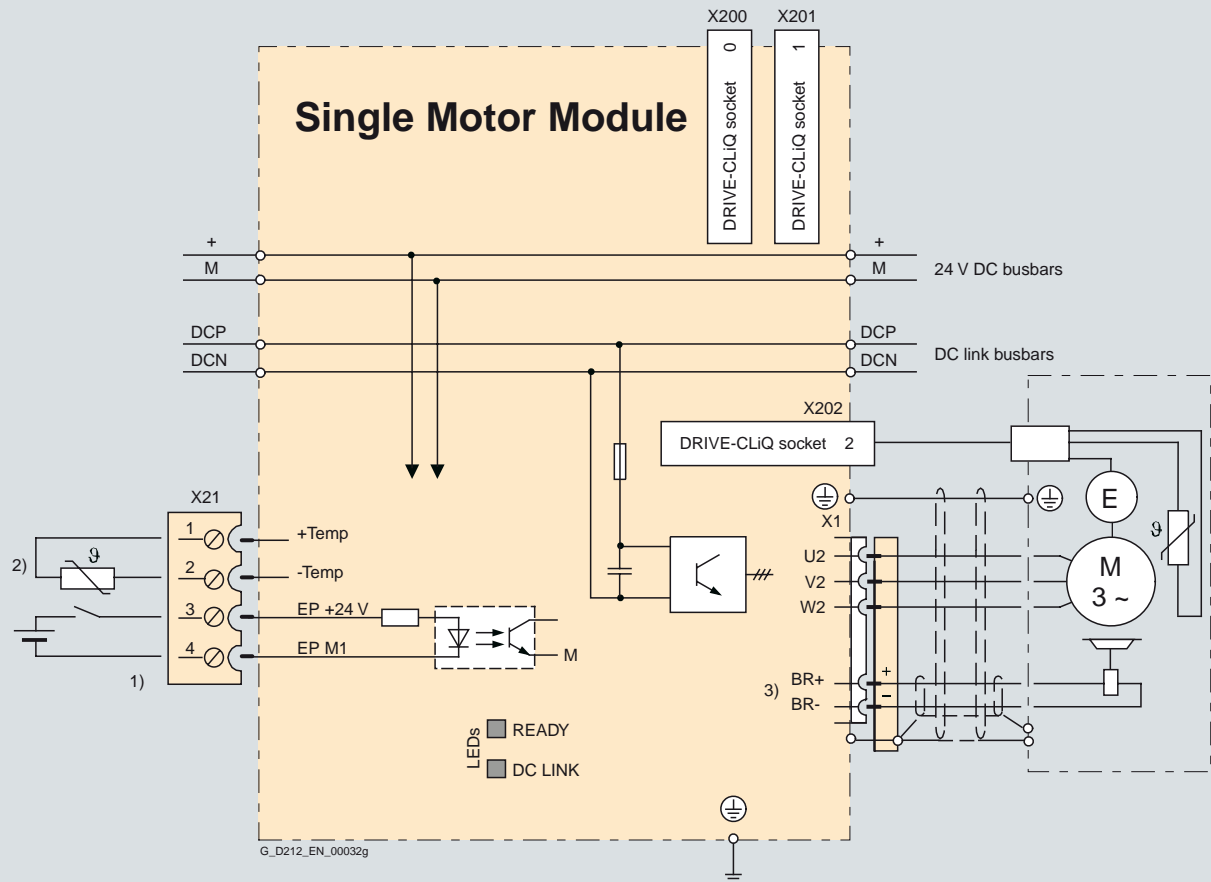 X200 X201
DRIVE-CLiQ socket 0
DRIVE-CLiQ socket 1
Single Motor Module
+ +
M M 24 V DC busbars
DCP DCP
DCN DCN DC link busbars
X202
DRIVE-CLiQ socket 2
X21
X1
E
1 +Temp
2) ϑ
2 -Temp
3 EP +24 V
4 EP M1
1)
M
U2
V2
W2
M
3 ~
ϑ
3) BR+ +
BR- −
LEDs
READY
DC LINK
G_D212_EN_00032g